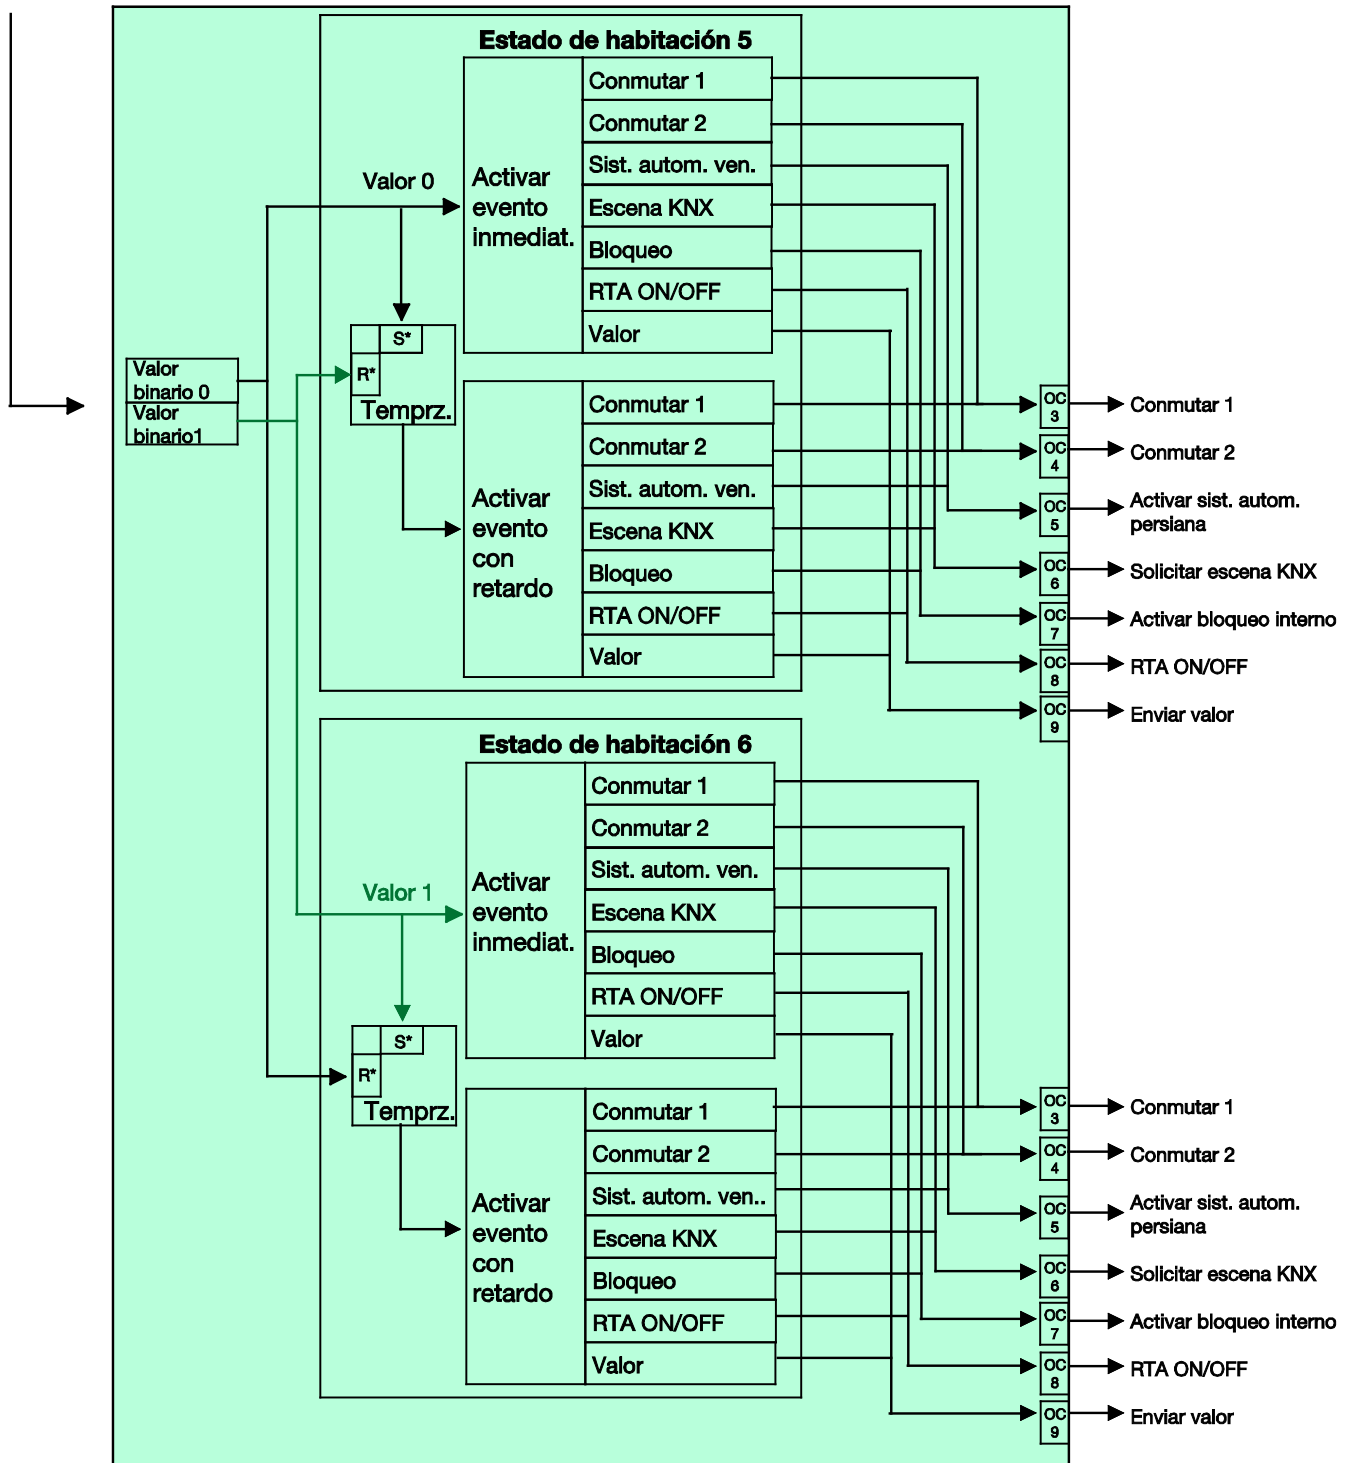 Estado de habitación 5
Valor 0
Activar
evento
inmediat.
Conmutar 1
Conmutar 2
Sist. autom. ven.
Escena KNX
Bloqueo
RTA ON/OFF
Valor
S*
R*
Temprz.
Valor
binario 0
Valor
binario1
Activar
evento
con
retardo
Conmutar 1
Conmutar 2
Sist. autom. ven.
Escena KNX
Bloqueo
RTA ON/OFF
Valor
OC
3
Conmutar 1
OC
4
Conmutar 2
OC
5
Activar sist. autom.
persiana
OC
6
Solicitar escena KNX
OC
7
Activar bloqueo interno
OC
8
RTA ON/OFF
OC
9
Enviar valor
Estado de habitación 6
Valor 1
Activar
evento
inmediat.
Conmutar 1
Conmutar 2
Sist. autom. ven.
Escena KNX
Bloqueo
RTA ON/OFF
Valor
S*
R*
Temprz.
Activar
evento
con
retardo
Conmutar 1
Conmutar 2
Sist. autom. ven..
Escena KNX
Bloqueo
RTA ON/OFF
Valor
OC
3
Conmutar 1
OC
4
Conmutar 2
OC
5
Activar sist. autom.
persiana
OC
6
Solicitar escena KNX
OC
7
Activar bloqueo interno
OC
8
RTA ON/OFF
OC
9
Enviar valor